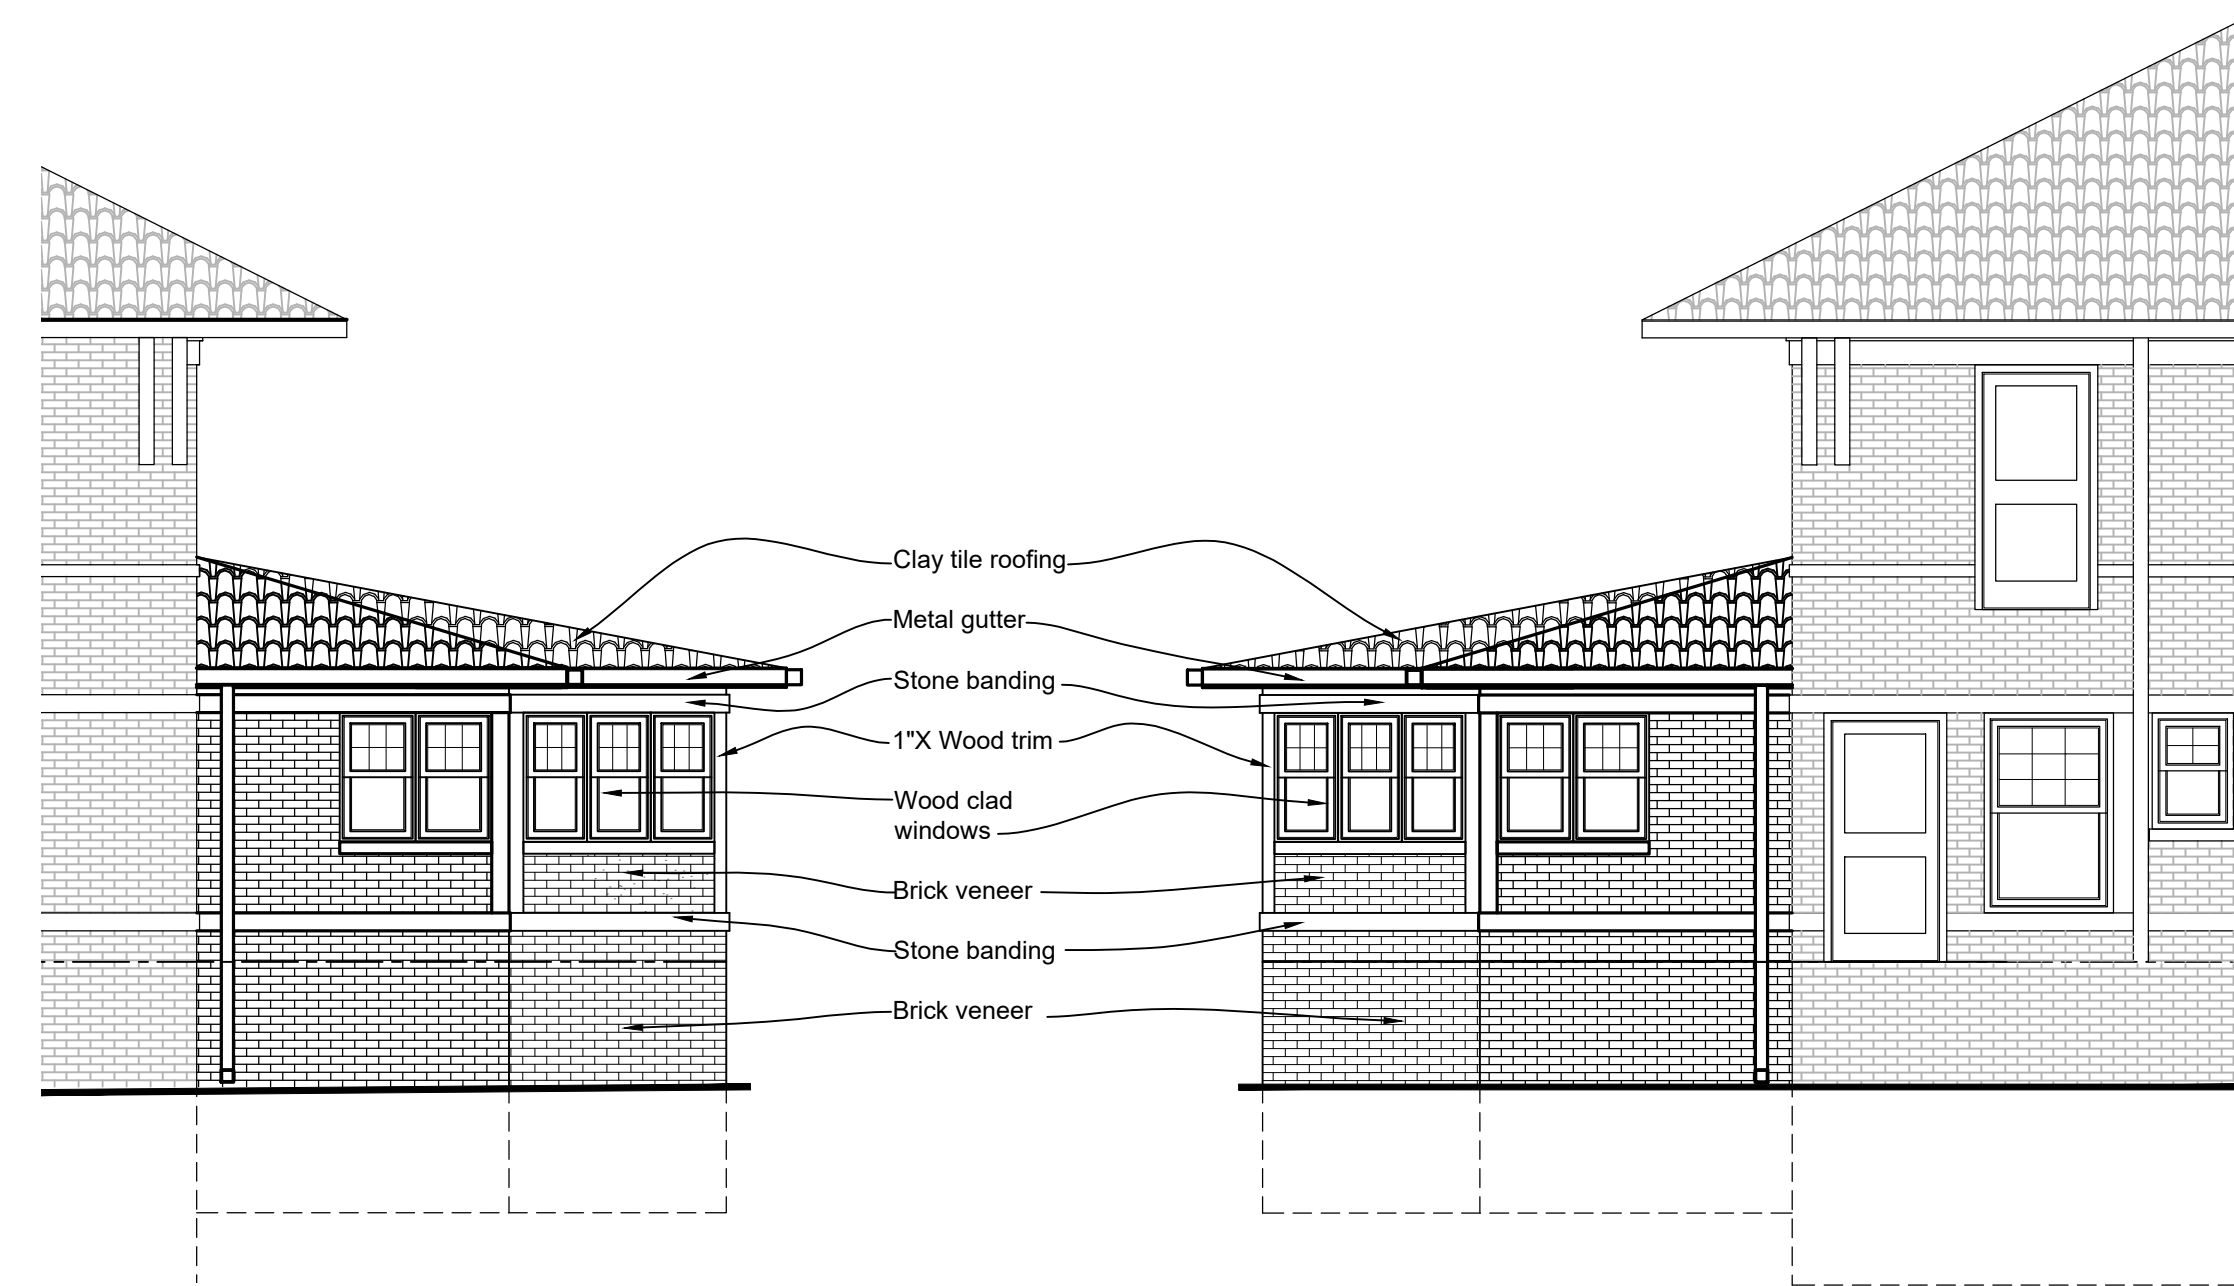 Clay tile roofing
Metal gutter
Stone banding
1"X Wood trim
Wood clad
windows
Brick veneer
Stone banding
Brick veneer